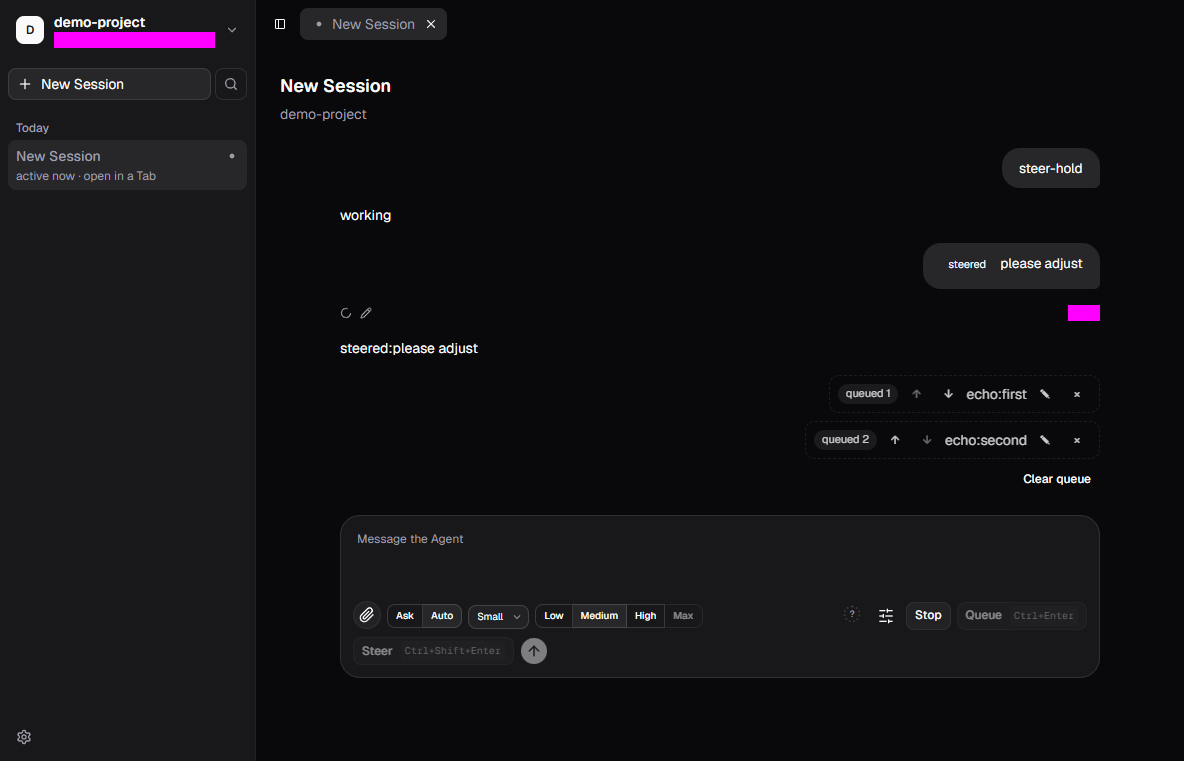 D
demo-project
New Session
New Session
Today
New Session
active now · open in a Tab
New Session
demo-project
steer-hold
working
steered please adjust
steered:please adjust
queued 1 echo:first
queued 2 echo:second
Clear queue
Message the Agent
Ask Auto Small Low Medium High Max ? Stop Queue Ctrl+Enter
Steer Ctrl+Shift+Enter